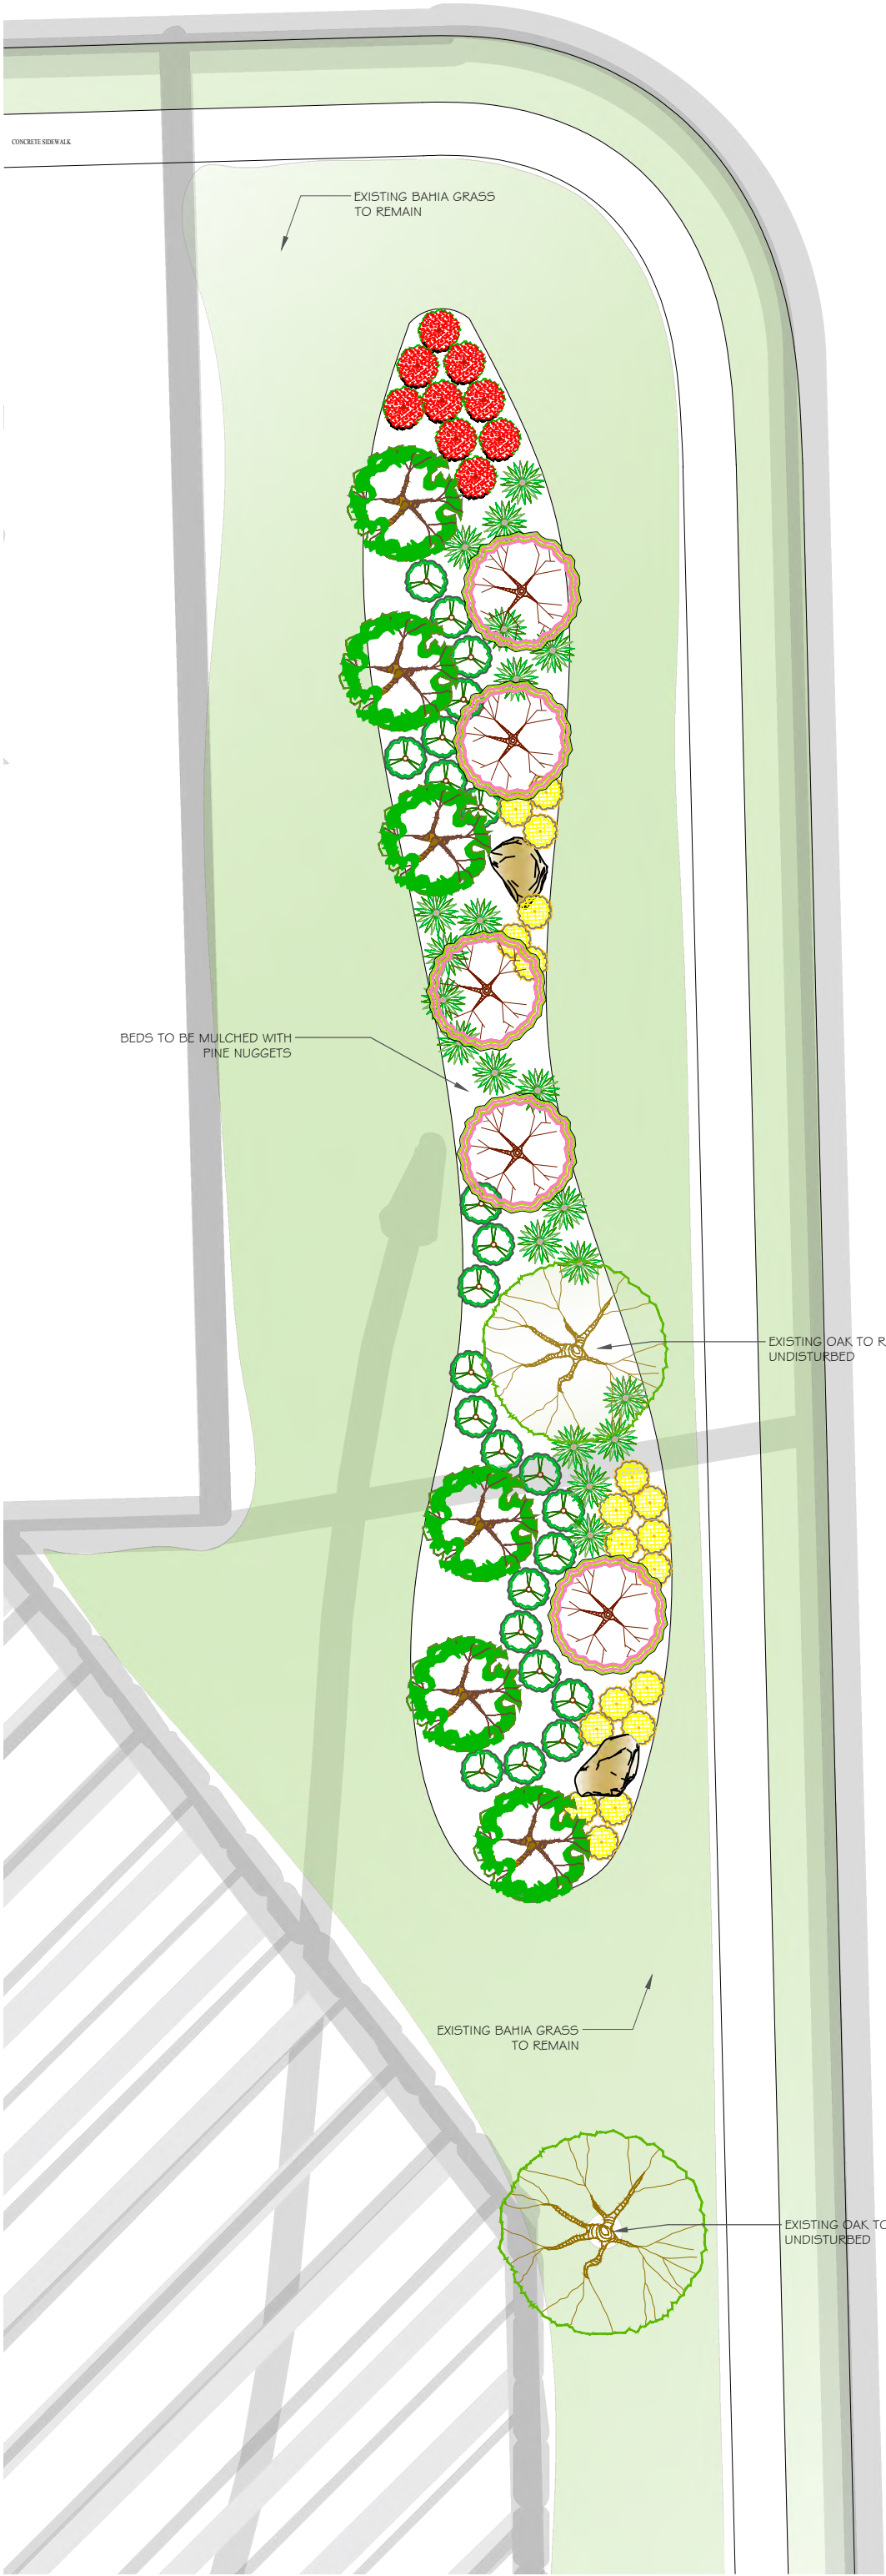 CONCRETE SIDEWALK
EXISTING BAHIA GRASS
TO REMAIN
BEDS TO BE MULCHED WITH
PINE NUGGETS
EXISTING OAK TO R
UNDISTURBED
EXISTING BAHIA GRASS
TO REMAIN
EXISTING OAK TO
UNDISTURBED